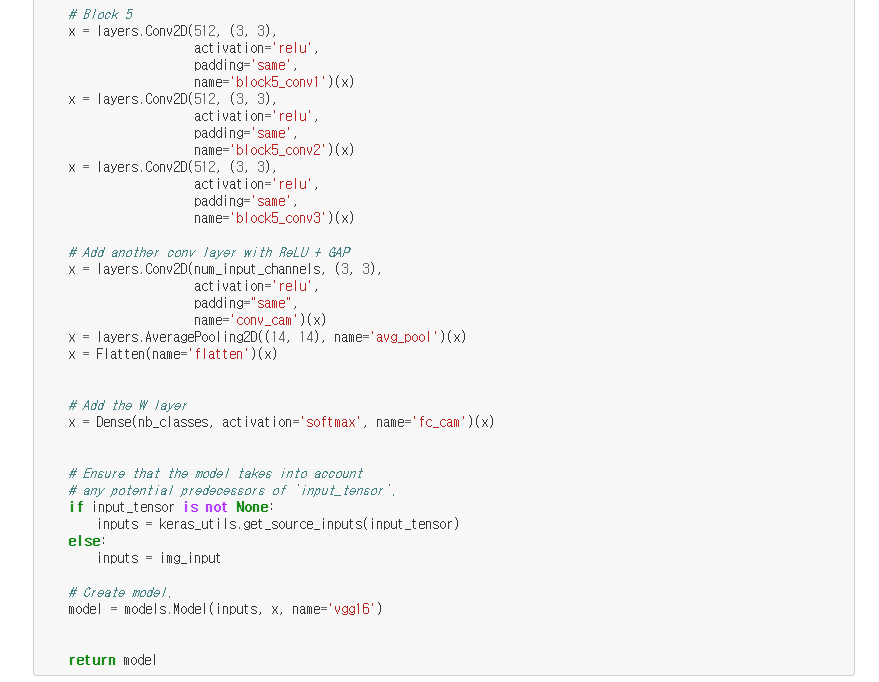 # Block 5
x = layers.Conv2D(512, (3, 3),
activation='relu',
padding='same',
name='block5_conv1')(x)
x = layers.Conv2D(512, (3, 3),
activation='relu',
padding='same',
name='block5_conv2')(x)
x = layers.Conv2D(512, (3, 3),
activation='relu',
padding='same',
name='block5_conv3')(x)
# Add another conv layer with ReLU + GAP
x = layers.Conv2D(num_input_channels, (3, 3),
activation='relu',
padding="same",
name='conv_cam')(x)
x = layers.AveragePooling2D((14, 14), name='avg_pool')(x)
x = Flatten(name='flatten')(x)
# Add the W layer
x = Dense(nb_classes, activation='softmax', name='fc_cam')(x)
# Ensure that the model takes into account
# any potential predecessors of `input_tensor`.
if input_tensor is not None:
inputs = keras_utils.get_source_inputs(input_tensor)
else:
inputs = img_input
# Create model.
model = models.Model(inputs, x, name='vgg16')
return model